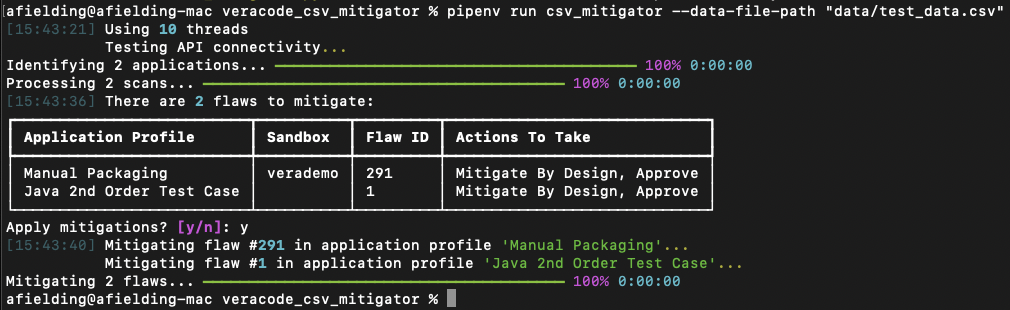 afielding@afielding-mac veracode_csv_mitigator % pipenv run csv_mitigator --data-file-path "data/test_data.csv"
[15:43:21] Using 10 threads
Testing API connectivity...
Identifying 2 applications... 100% 0:00:00
Processing 2 scans... 100% 0:00:00
[15:43:36] There are 2 flaws to mitigate:
Application Profile Sandbox Flaw ID Actions To Take
Manual Packaging verademo 291 Mitigate By Design, Approve
Java 2nd Order Test Case 1 Mitigate By Design, Approve
Apply mitigations? [y/n]: y
[15:43:40] Mitigating flaw #291 in application profile 'Manual Packaging'...
Mitigating flaw #1 in application profile 'Java 2nd Order Test Case'...
Mitigating 2 flaws... 100% 0:00:00
afielding@afielding-mac veracode_csv_mitigator %